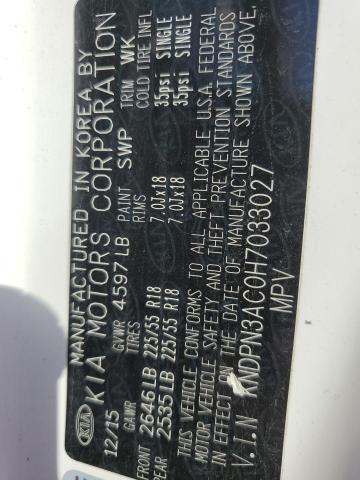 MANUFACTURED IN KOREA BY
KIA KIA MOTORS CORPORATION
12/15 GVWR 4597LB PAINT SWP TRIM WK
GAWR TIRES RIMS COLD TIRE INFL
FRONT 2646LB 225/55 R18 7.0Jx18 35psi SINGLE
REAR 2535LB 225/55 R18 7.0Jx18 35psi SINGLE
THIS VEHICLE CONFORMS TO ALL APPLICABLE U.S.A. FEDERAL
MOTOR VEHICLE SAFETY AND THEFT PREVENTION STANDARDS
IN EFFECT ON THE DATE OF MANUFACTURE SHOWN ABOVE.
V.I.N KNDPN3AC0H7033027
MPV